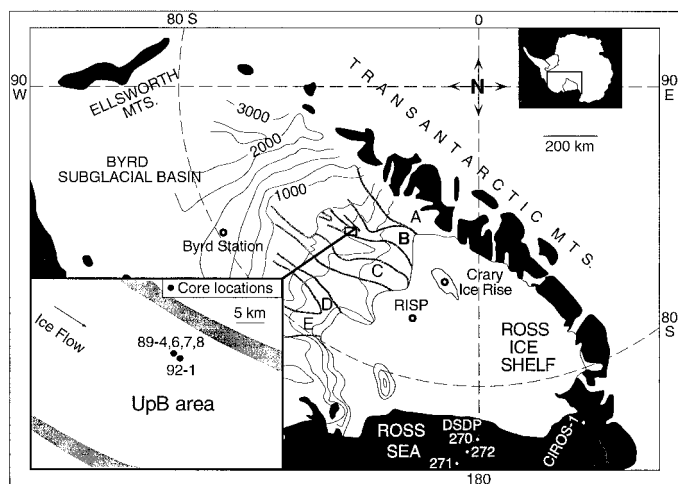 80 S
0
90
W
90
E
ELLSWORTH
MTS.
TRANSANTARCTIC MTS.
N
200 km
3000
2000
1000
BYRD
SUBGLACIAL BASIN
Byrd Station
A
B
C
D
E
Crary
Ice Rise
RISP
ROSS
ICE
SHELF
80
S
Core locations
5 km
Ice Flow
89-4,6,7,8
92-1
UpB area
ROSS
SEA
DSDP
270
272
271
CIROS-1
180